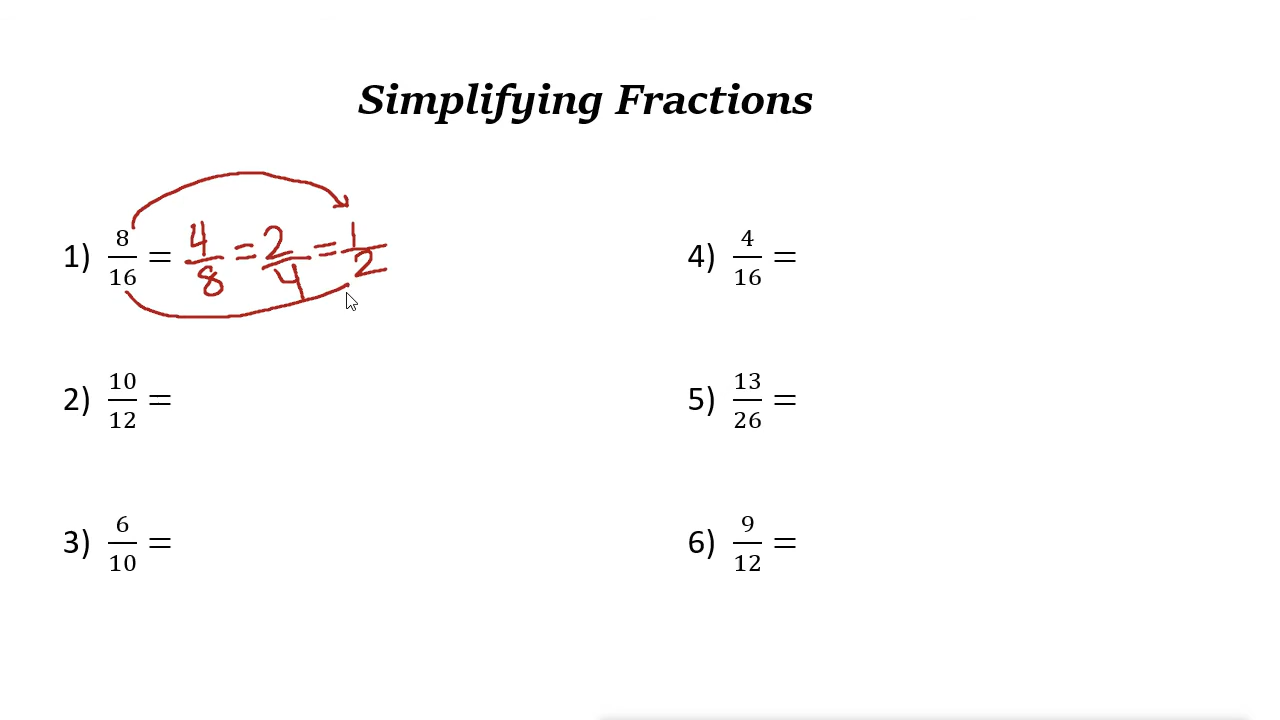 Simplifying Fractions
1) 8/16 = 4/8 = 2/4 = 1/2
4) 4/16 =
2) 10/12 =
5) 13/26 =
3) 6/10 =
6) 9/12 =